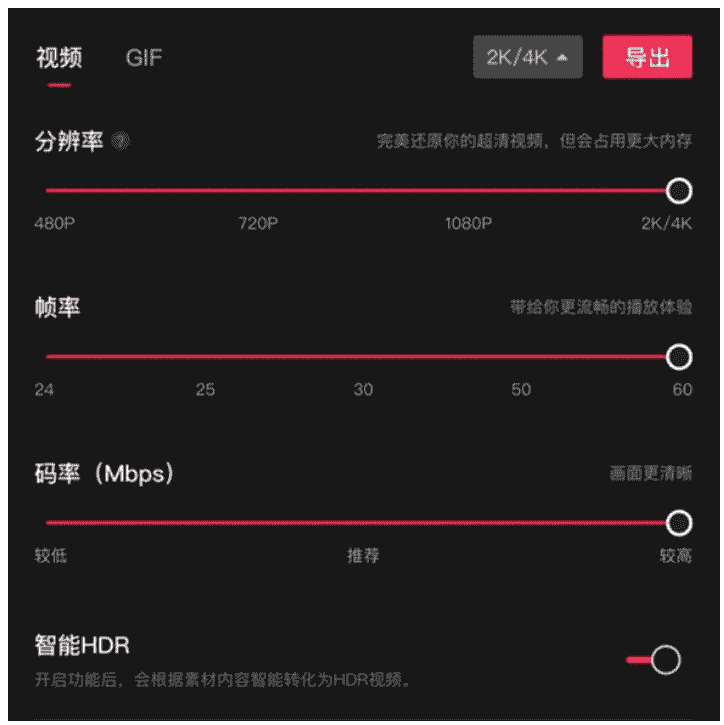 视频 GIF 2K/4K 导出
分辨率 ? 完美还原你的超清视频，但会占用更大内存
480P 720P 1080P 2K/4K
帧率 带给你更流畅的播放体验
24 25 30 50 60
码率（Mbps） 画面更清晰
较低 推荐 较高
智能HDR
开启功能后，会根据素材内容智能转化为HDR视频。